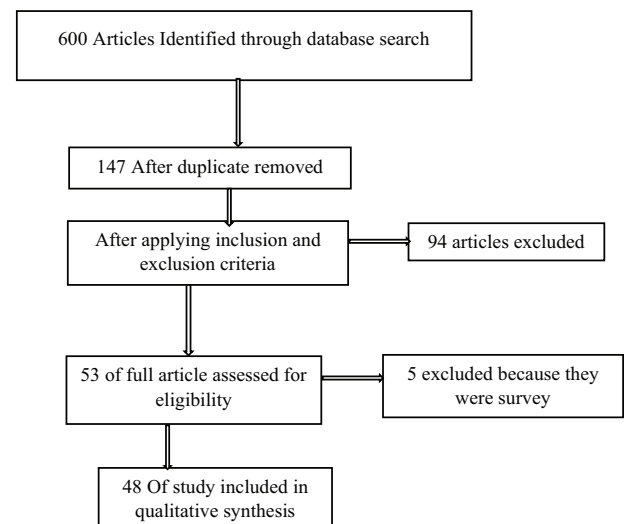 600 Articles Identified through database search
147 After duplicate removed
After applying inclusion and
exclusion criteria
94 articles excluded
53 of full article assessed for
eligibility
5 excluded because they
were survey
48 Of study included in
qualitative synthesis